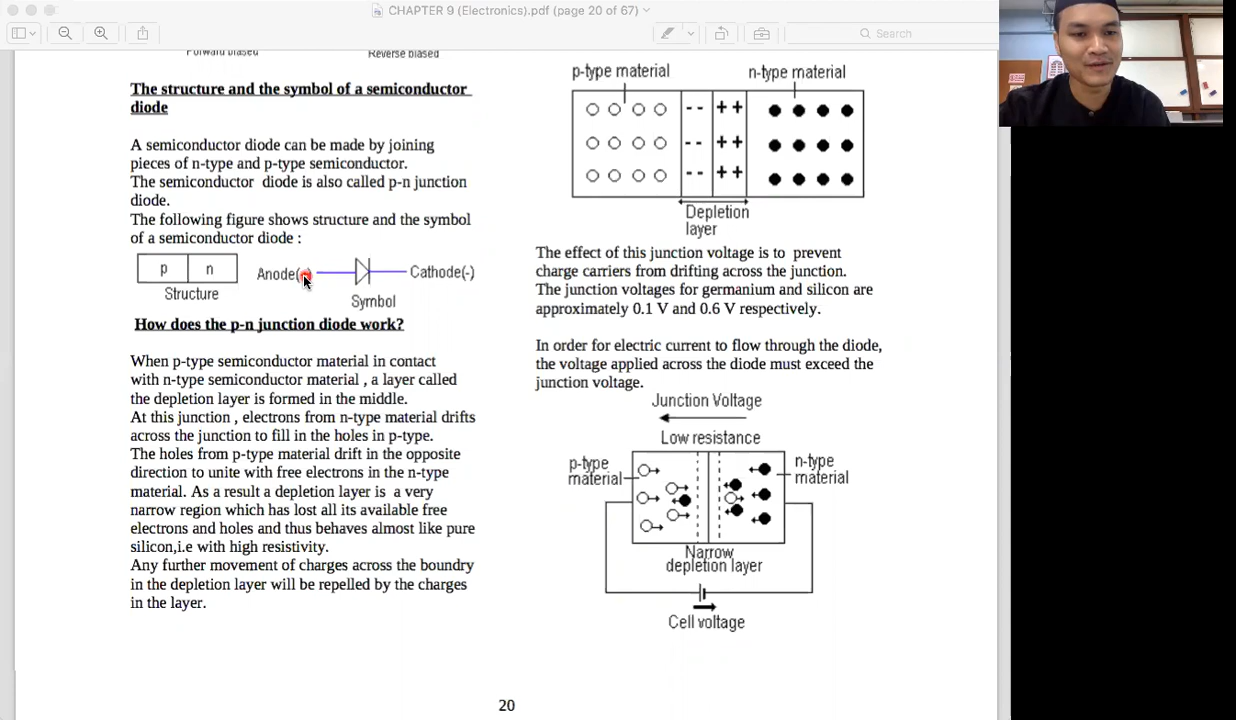 CHAPTER 9 (Electronics).pdf (page 20 of 67)
Search
Forward biased
Reverse biased
The structure and the symbol of a semiconductor
diode
A semiconductor diode can be made by joining
pieces of n-type and p-type semiconductor.
The semiconductor diode is also called p-n junction
diode.
The following figure shows structure and the symbol
of a semiconductor diode :
p n
Structure
Anode(
Cathode(-)
Symbol
How does the p-n junction diode work?
When p-type semiconductor material in contact
with n-type semiconductor material , a layer called
the depletion layer is formed in the middle.
At this junction , electrons from n-type material drifts
across the junction to fill in the holes in p-type.
The holes from p-type material drift in the opposite
direction to unite with free electrons in the n-type
material. As a result a depletion layer is a very
narrow region which has lost all its available free
electrons and holes and thus behaves almost like pure
silicon,i.e with high resistivity.
Any further movement of charges across the boundry
in the depletion layer will be repelled by the charges
in the layer.
p-type material
n-type material
- - + +
- - + +
- - + +
Depletion
layer
The effect of this junction voltage is to prevent
charge carriers from drifting across the junction.
The junction voltages for germanium and silicon are
approximately 0.1 V and 0.6 V respectively.
In order for electric current to flow through the diode,
the voltage applied across the diode must exceed the
junction voltage.
Junction Voltage
Low resistance
p-type
material
n-type
material
Narrow
depletion layer
Cell voltage
20